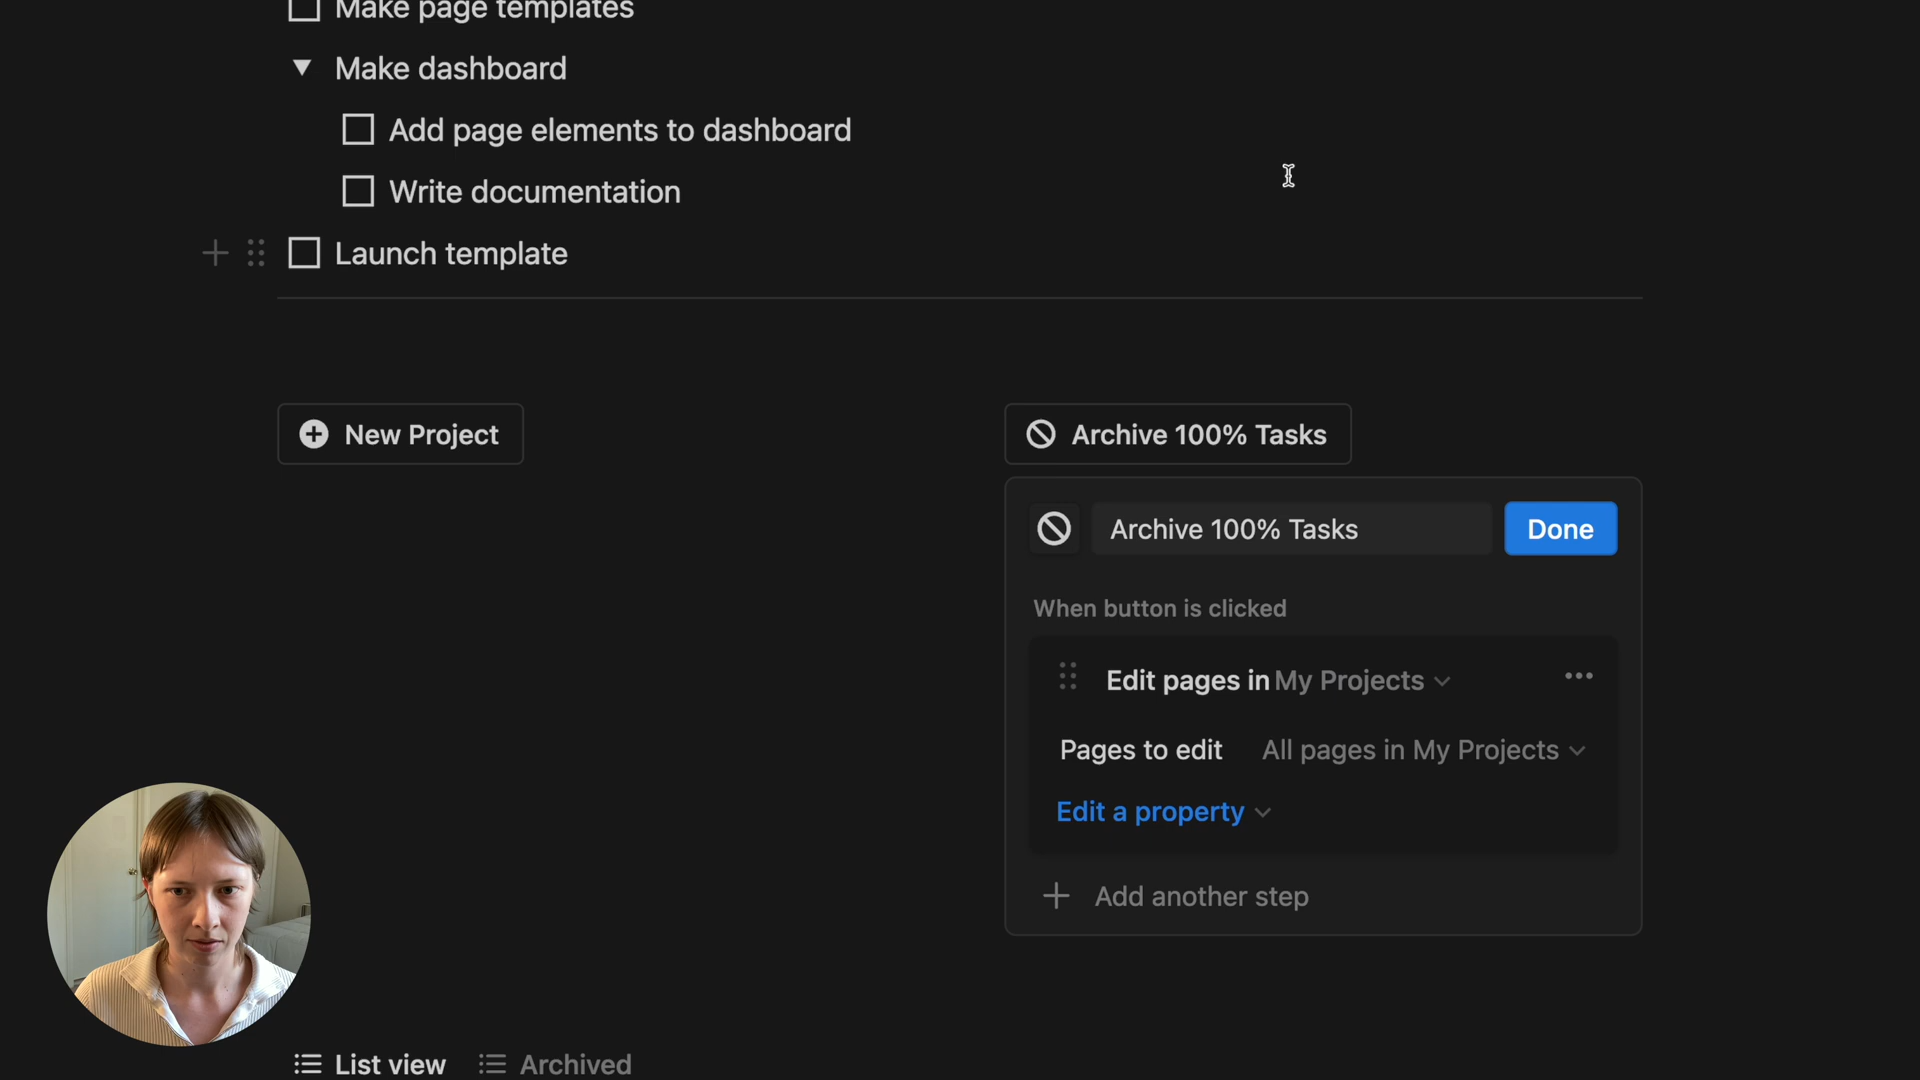 Make page templates
Make dashboard
Add page elements to dashboard
Write documentation
Launch template
New Project
Archive 100% Tasks
Archive 100% Tasks
Done
When button is clicked
Edit pages in My Projects
Pages to edit All pages in My Projects
Edit a property
Add another step
List view Archived